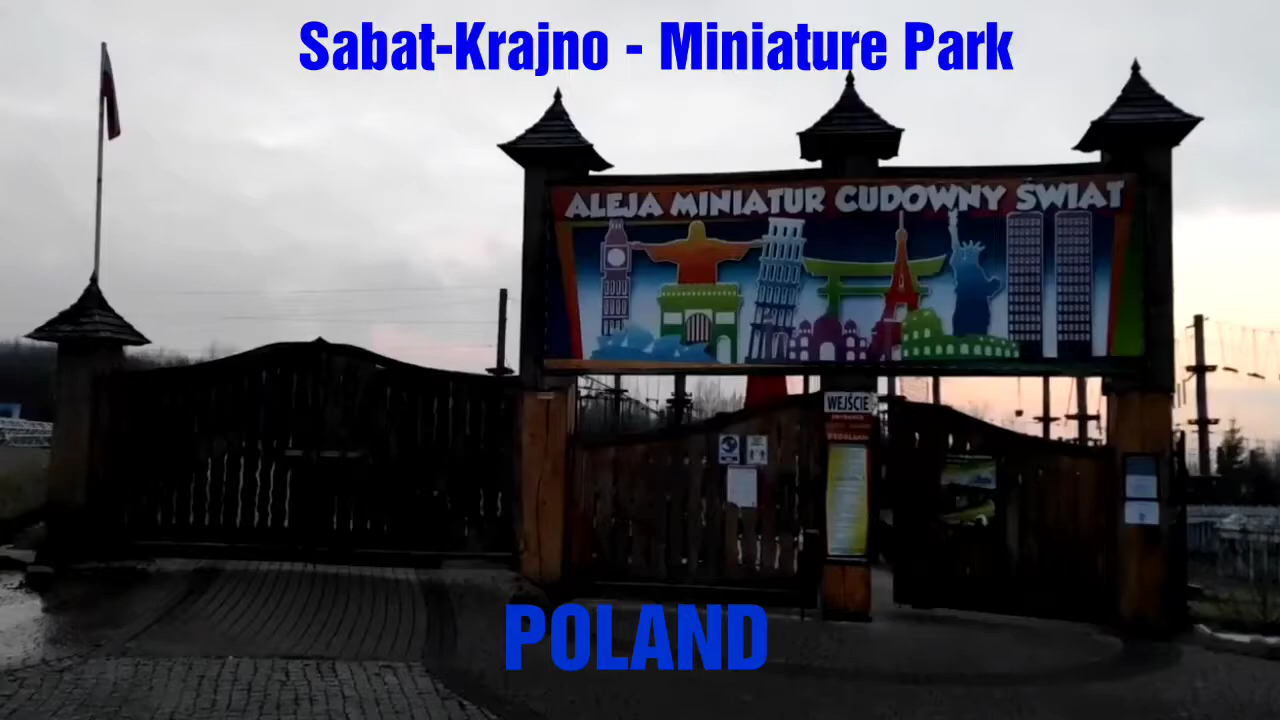 Sabat-Krajno - Miniature Park
ALEJA MINIATUR CUDOWNY ŚWIAT
WEJŚCIE
POLAND